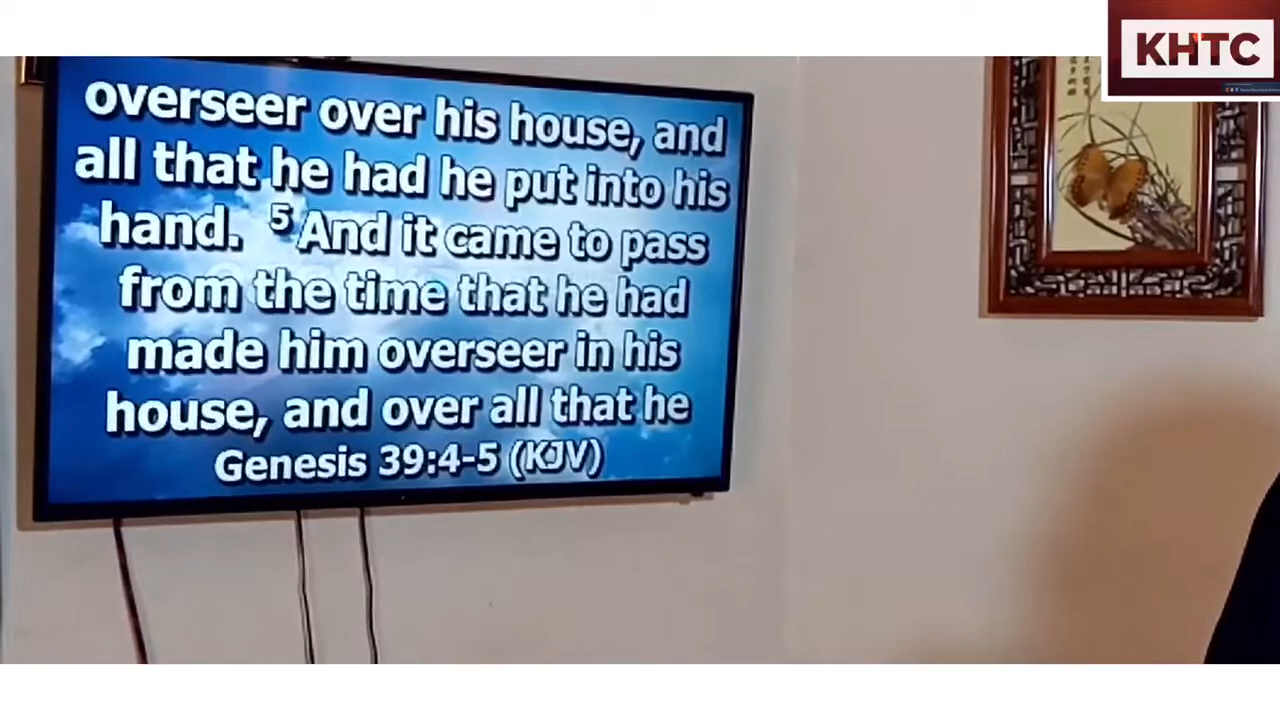 KHTC
overseer over his house, and
all that he had he put into his
hand. 5 And it came to pass
from the time that he had
made him overseer in his
house, and over all that he
Genesis 39:4-5 (KJV)